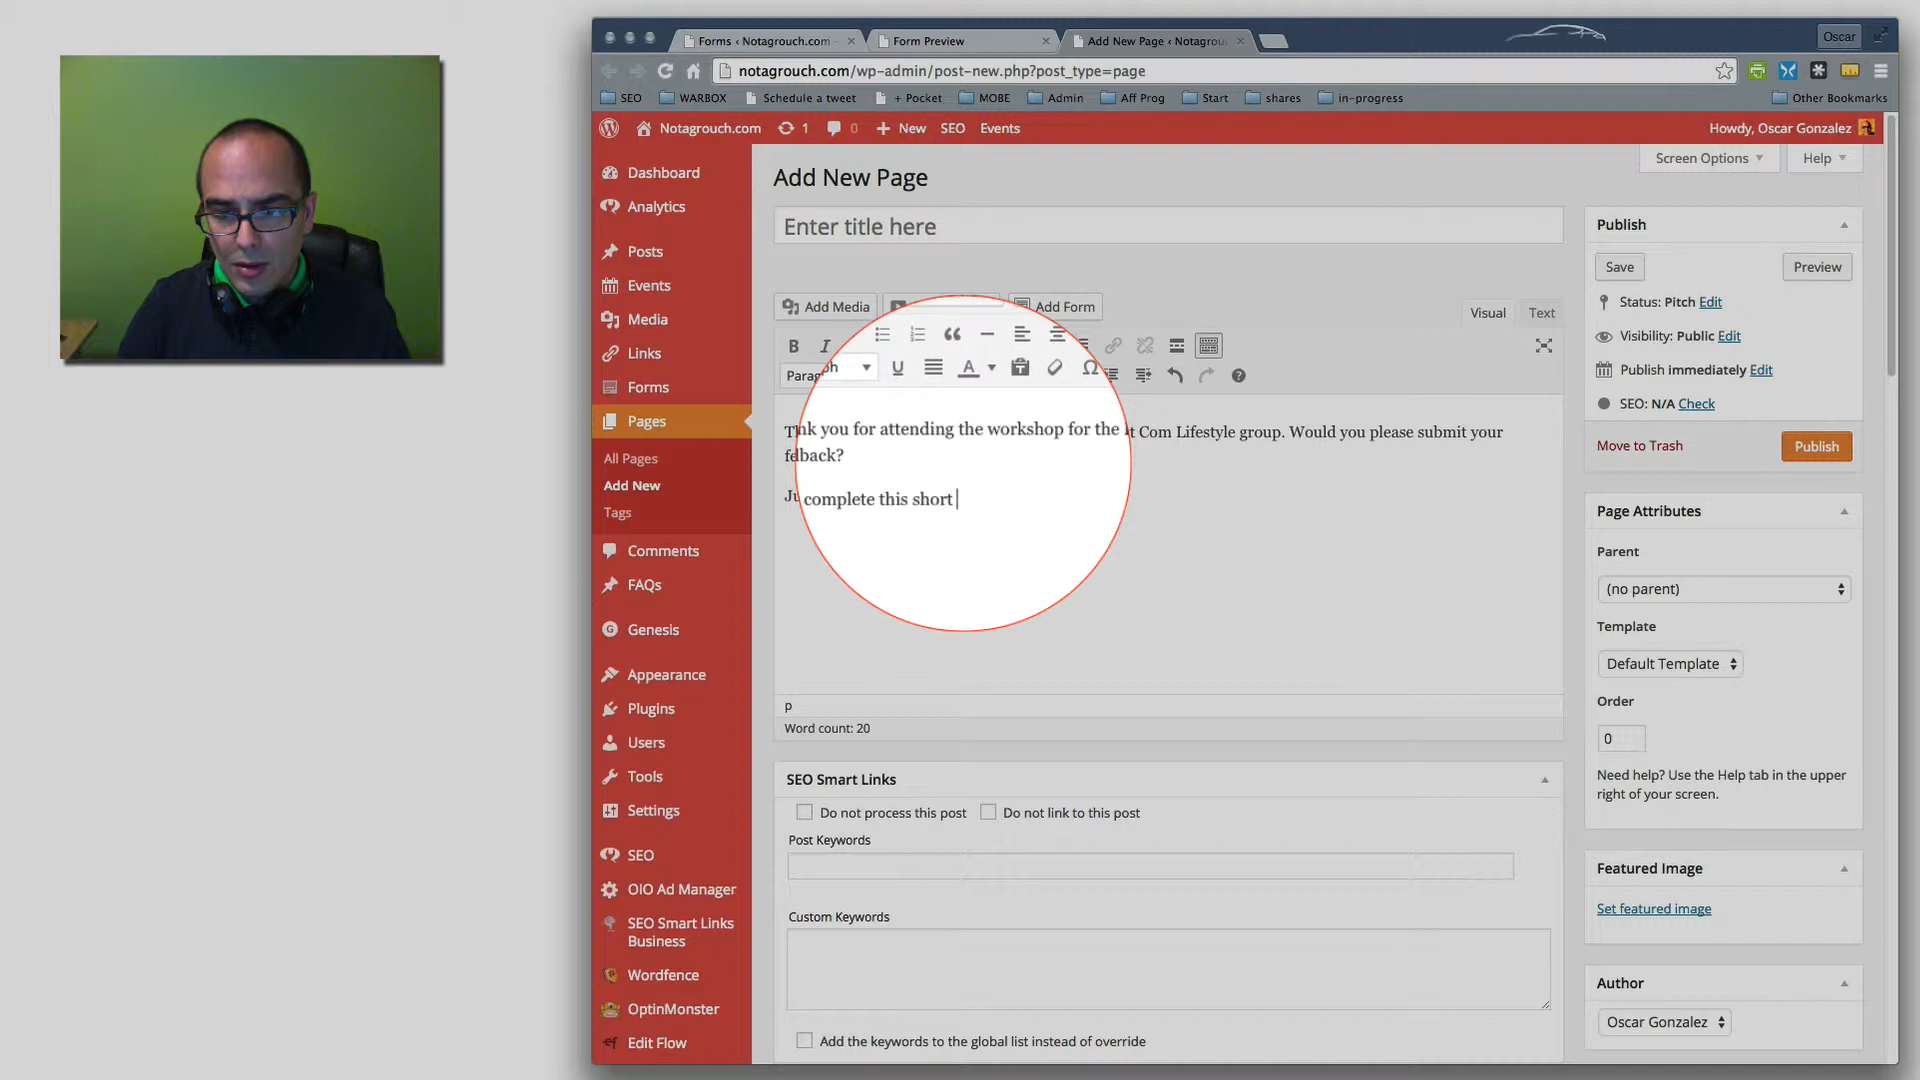 Forms ‹ Notagrouch.com -
Form Preview
Add New Page ‹ Notagrou
Oscar
notagrouch.com/wp-admin/post-new.php?post_type=page
SEO WARBOX Schedule a tweet + Pocket MOBE Admin Aff Prog Start shares in-progress Other Bookmarks
Notagrouch.com 1 0 New SEO Events Howdy, Oscar Gonzalez
Screen Options Help
Dashboard
Analytics
Posts
Events
Media
Links
Forms
Pages
All Pages
Add New
Tags
Comments
FAQs
Genesis
Appearance
Plugins
Users
Tools
Settings
SEO
OIO Ad Manager
SEO Smart Links
Business
Wordfence
OptinMonster
Edit Flow
Add New Page
Enter title here
Add Media Add Form
Visual Text
B I
U A Ω
thk you for attending the workshop for the t Com Lifestyle group. Would you please submit your
fedback?
Ju complete this short
p
Word count: 20
SEO Smart Links
Do not process this post Do not link to this post
Post Keywords
Custom Keywords
Add the keywords to the global list instead of override
Publish
Save Preview
Status: Pitch Edit
Visibility: Public Edit
Publish immediately Edit
SEO: N/A Check
Move to Trash Publish
Page Attributes
Parent
(no parent)
Template
Default Template
Order
0
Need help? Use the Help tab in the upper
right of your screen.
Featured Image
Set featured image
Author
Oscar Gonzalez